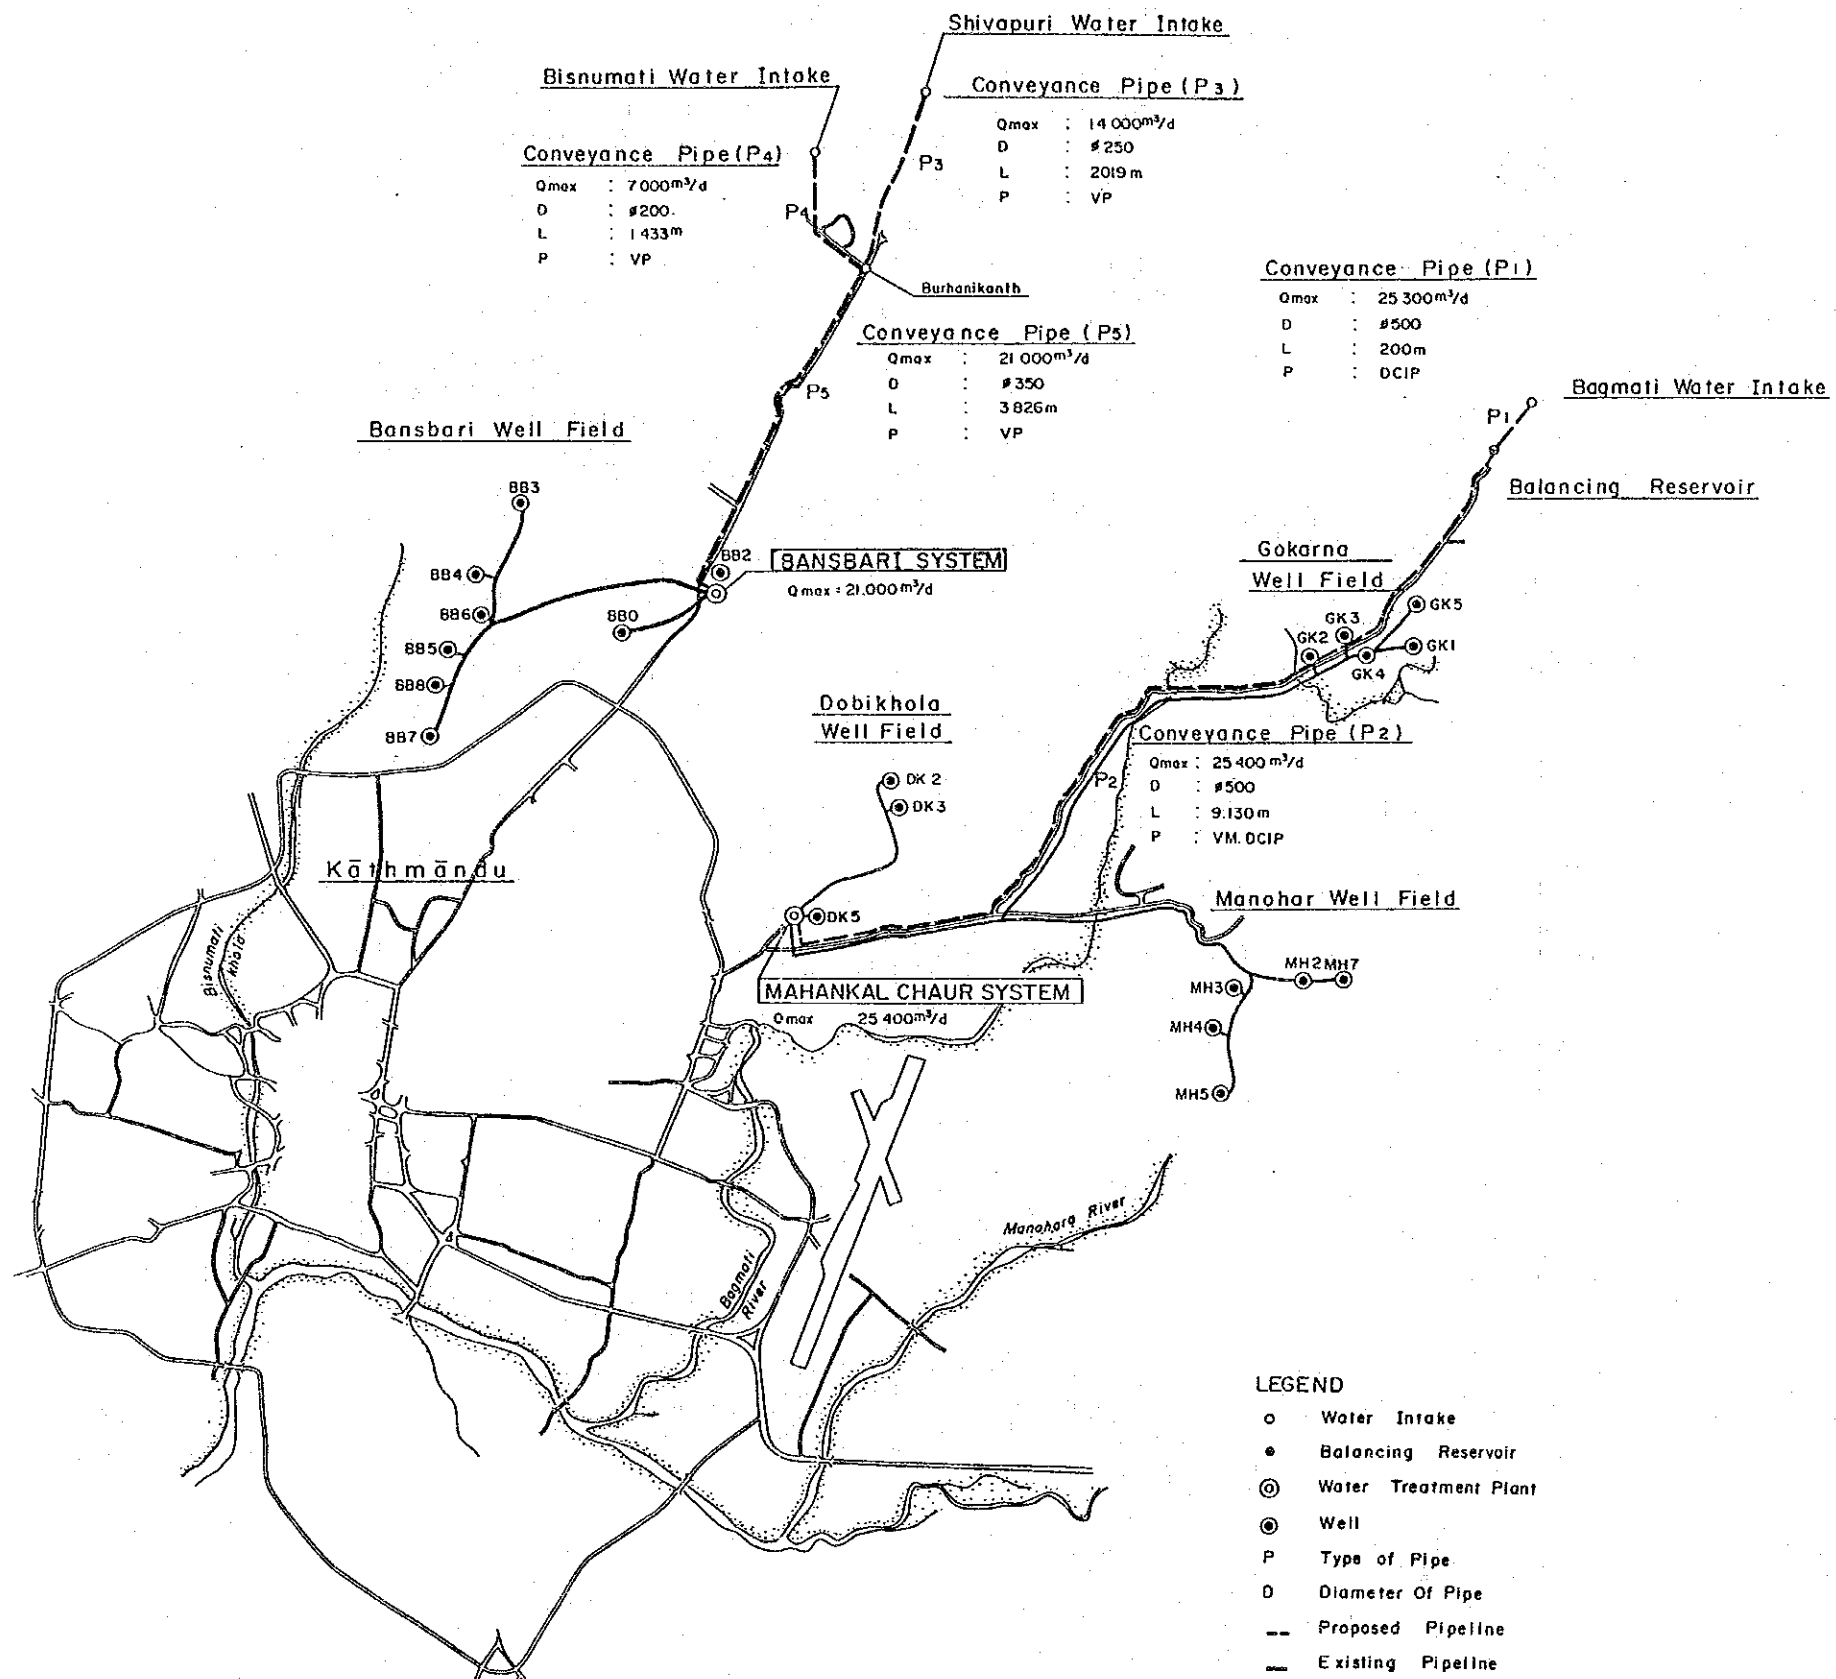 Shivapuri Water Intake
Bisnumati Water Intake
Conveyance Pipe (P3)
Qmax : 14 000m³/d
D : ø250
L : 2019 m
P : VP
P3
Conveyance Pipe (P4)
Qmax : 7000m³/d
D : ø200.
L : 1433m
P : VP
P4
Burhanikanth
Conveyance Pipe (P1)
Qmax : 25 300m³/d
D : ø500
L : 200m
P : DCIP
Conveyance Pipe (P5)
Qmax : 21 000m³/d
D : ø350
L : 3826m
P : VP
P5
Bagmati Water Intake
P1
Balancing Reservoir
Bansbari Well Field
BB3
BB2
BB4
BB6
BB0
BB5
BB8
BB7
BANSBARI SYSTEM
Qmax = 21.000m³/d
Gokarna
Well Field
GK5
GK3
GK2
GK1
GK4
Dobikhola
Well Field
DK 2
DK 3
DK5
Conveyance Pipe (P2)
Qmax : 25 400 m³/d
D : ø500
L : 9.130m
P : VM. DCIP
P2
Kāthmāndu
Manohar Well Field
MH2 MH7
MH3
MH4
MH5
MAHANKAL CHAUR SYSTEM
Qmax 25 400m³/d
Bisnumati
khola
Manohara River
Bagmati
River
LEGEND
Water Intake
Balancing Reservoir
Water Treatment Plant
Well
P Type of Pipe
D Diameter Of Pipe
Proposed Pipeline
Existing Pipeline